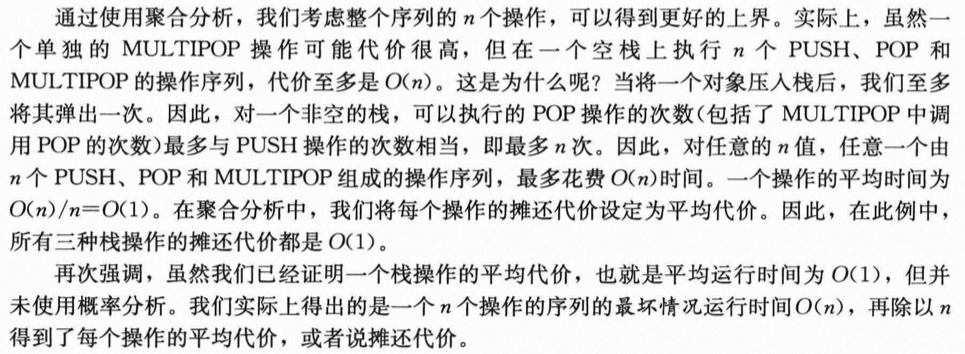 通过使用聚合分析，我们考虑整个序列的 n 个操作，可以得到更好的上界。实际上，虽然一
个单独的 MULTIPOP 操作可能代价很高，但在一个空栈上执行 n 个 PUSH、POP 和
MULTIPOP 的操作序列，代价至多是 O(n)。这是为什么呢？当将一个对象压入栈后，我们至多
将其弹出一次。因此，对一个非空的栈，可以执行的 POP 操作的次数(包括了 MULTIPOP 中调
用 POP 的次数)最多与 PUSH 操作的次数相当，即最多 n 次。因此，对任意的 n 值，任意一个由
n 个 PUSH、POP 和 MULTIPOP 组成的操作序列，最多花费 O(n)时间。一个操作的平均时间为
O(n)/n=O(1)。在聚合分析中，我们将每个操作的摊还代价设定为平均代价。因此，在此例中，
所有三种栈操作的摊还代价都是 O(1)。
再次强调，虽然我们已经证明一个栈操作的平均代价，也就是平均运行时间为 O(1)，但并
未使用概率分析。我们实际上得出的是一个 n 个操作的序列的最坏情况运行时间O(n)，再除以 n
得到了每个操作的平均代价，或者说摊还代价。